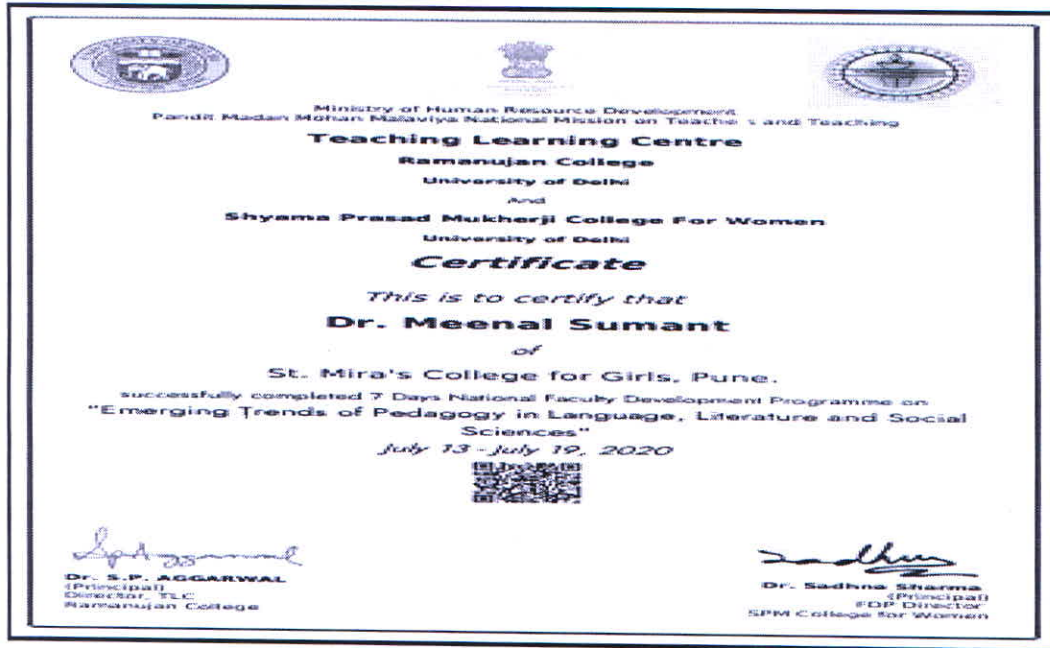 Ministry of Human Resource Development
Pandit Madan Mohan Malaviya National Mission on Teachers and Teaching
Teaching Learning Centre
Ramanujan College
University of Delhi
And
Shyama Prasad Mukherji College For Women
University of Delhi
Certificate
This is to certify that
Dr. Meenal Sumant
of
St. Mira's College for Girls, Pune.
successfully completed 7 Days National Faculty Development Programme on
"Emerging Trends of Pedagogy in Language, Literature and Social
Sciences"
July 13 - July 19, 2020
Dr. S.P. AGGARWAL
(Principal)
Director, TLC
Ramanujan College
Dr. Sadhna Sharma
(Principal)
FDP Director
SPM College for Women